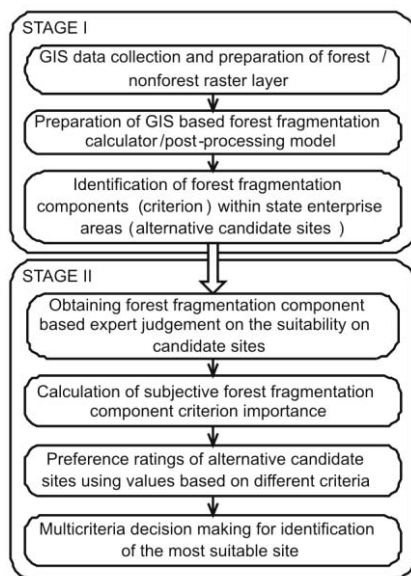 STAGE I
GIS data collection and preparation of forest /
nonforest raster layer
Preparation of GIS based forest fragmentation
calculator/post-processing model
Identification of forest fragmentation
components (criterion) within state enterprise
areas (alternative candidate sites )
STAGE II
Obtaining forest fragmentation component
based expert judgement on the suitability on
candidate sites
Calculation of subjective forest fragmentation
component criterion importance
Preference ratings of alternative candidate
sites using values based on different criteria
Multicriteria decision making for identification
of the most suitable site